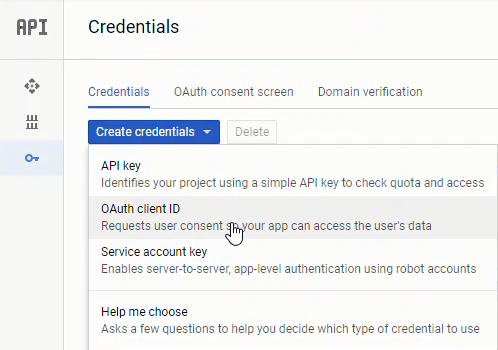 API
Credentials
Credentials OAuth consent screen Domain verification
Create credentials Delete
API key
Identifies your project using a simple API key to check quota and access
OAuth client ID
Requests user consent so your app can access the user's data
Service account key
Enables server-to-server, app-level authentication using robot accounts
Help me choose
Asks a few questions to help you decide which type of credential to use